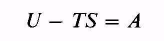 U − TS = A